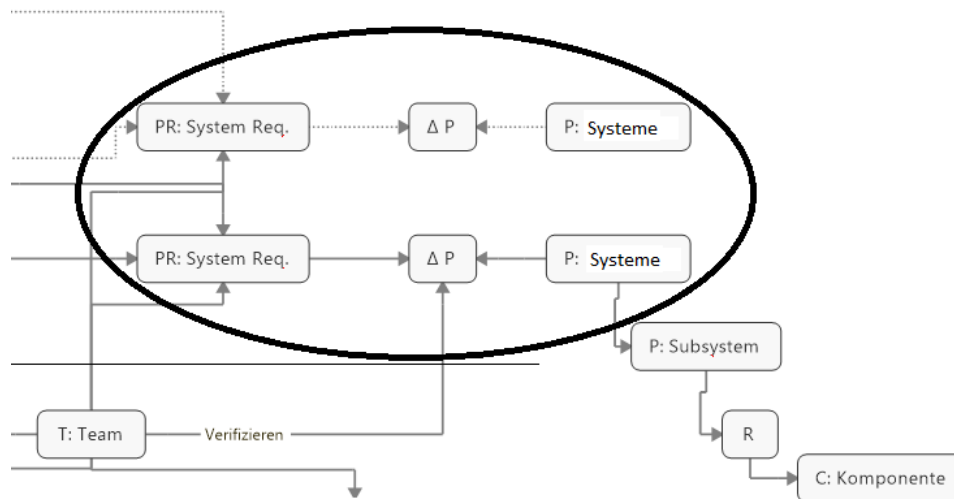 PR: System Req.
Δ P
P: Systeme
PR: System Req.
Δ P
P: Systeme
P: Subsystem
T: Team
Verifizieren
R
C: Komponente